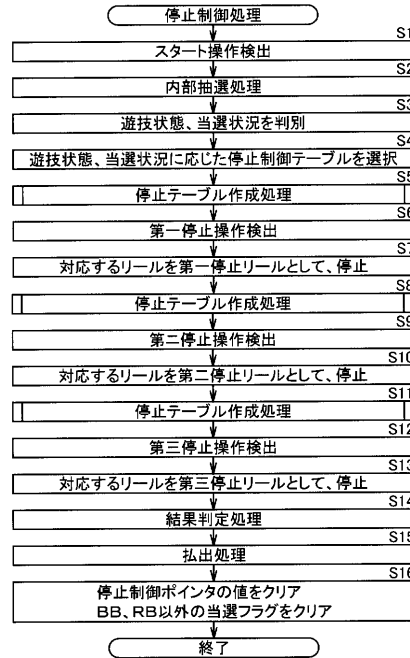 停止制御処理
S1
スタート操作検出
S2
内部抽選処理
S3
遊技状態、当選状況を判別
S4
遊技状態、当選状況に応じた停止制御テーブルを選択
S5
停止テーブル作成処理
S6
第一停止操作検出
S7
対応するリールを第一停止リールとして、停止
S8
停止テーブル作成処理
S9
第二停止操作検出
S10
対応するリールを第二停止リールとして、停止
S11
停止テーブル作成処理
S12
第三停止操作検出
S13
対応するリールを第三停止リールとして、停止
S14
結果判定処理
S15
払出処理
S16
停止制御ポインタの値をクリア
BB、RB以外の当選フラグをクリア
終了